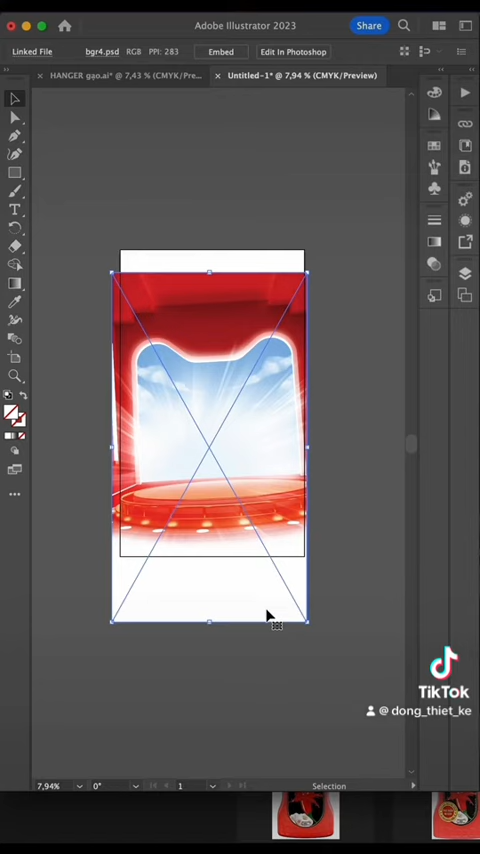 Adobe Illustrator 2023
Share
Linked File
bgr4.psd
RGB
PPI: 283
Embed
Edit In Photoshop
HANGER gạo.ai* @ 7,43 % (CMYK/Pre...
Untitled-1* @ 7,94 % (CMYK/Preview)
TikTok
@ dong_thiet_ke
7,94%
0°
1
Selection